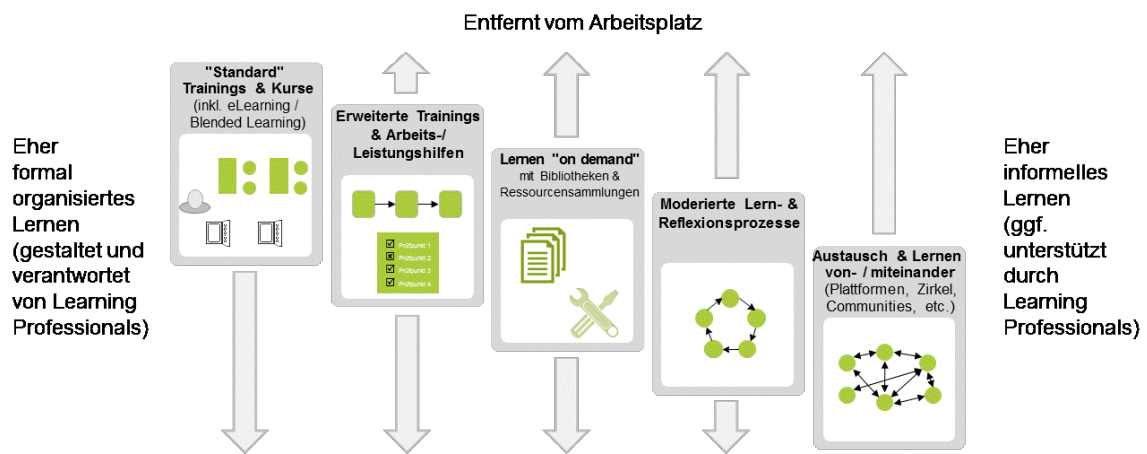 Entfernt vom Arbeitsplatz
Eher
formal
organisiertes
Lernen
(gestaltet und
verantwortet
von Learning
Professionals)
"Standard"
Trainings & Kurse
(inkl. eLearning /
Blended Learning)
Erweiterte Trainings
& Arbeits-/
Leistungshilfen
Prüfpunkt 1
Prüfpunkt 2
Prüfpunkt 3
Prüfpunkt 4
Lernen "on demand"
mit Bibliotheken &
Ressourcensammlungen
Moderierte Lern- &
Reflexionsprozesse
Austausch & Lernen
von- / miteinander
(Plattformen, Zirkel,
Communities, etc.)
Eher
informelles
Lernen
(ggf.
unterstützt
durch
Learning
Professionals)